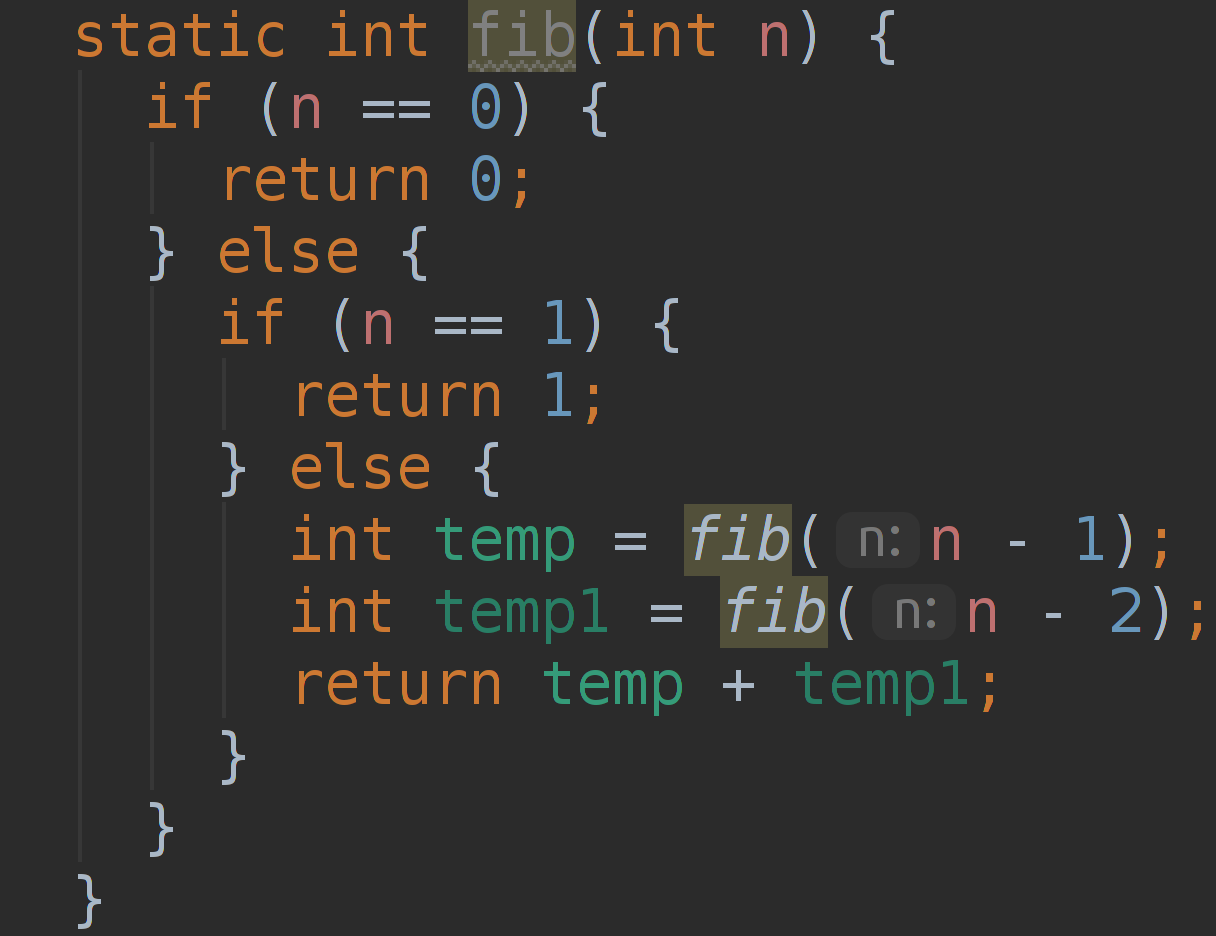 static int fib(int n) {
  if (n == 0) {
    return 0;
  } else {
    if (n == 1) {
      return 1;
    } else {
      int temp = fib( n: n - 1);
      int temp1 = fib( n: n - 2);
      return temp + temp1;
    }
  }
}